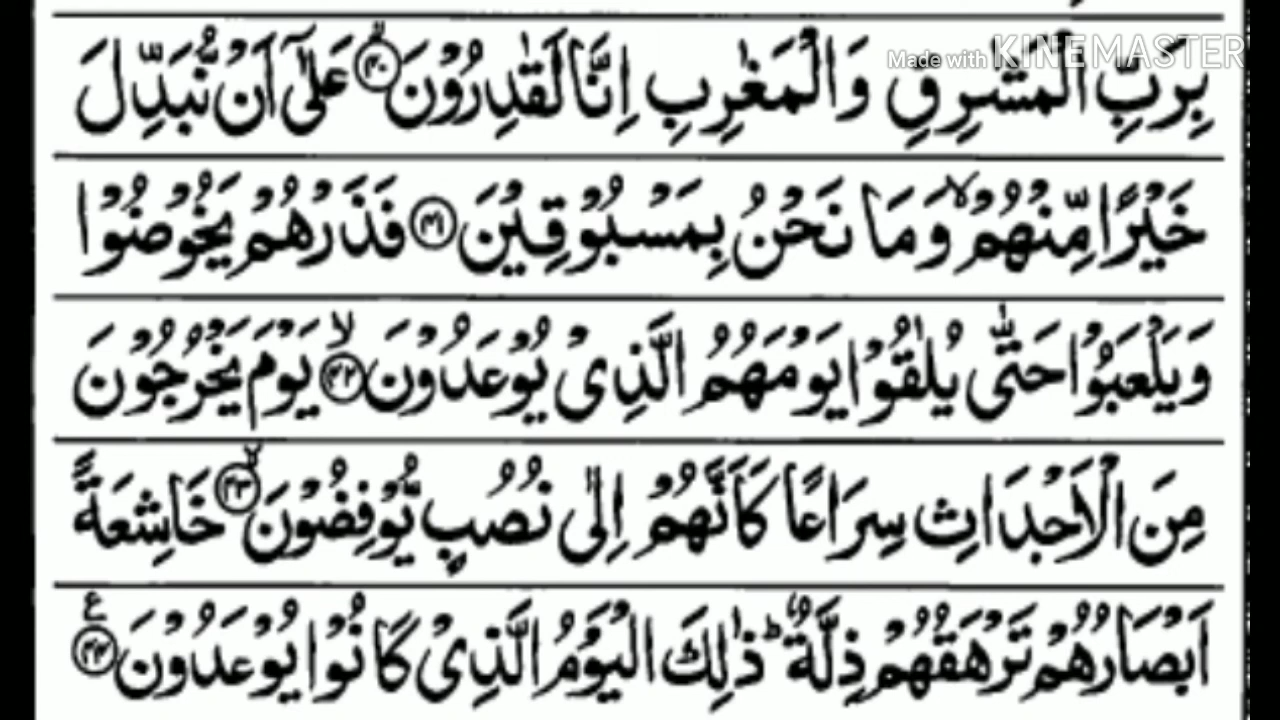 Made with KINEMASTER
بِرَبِّ الْمَشٰرِقِ وَالْمَغٰرِبِ اِنَّا لَقٰدِرُوْنَ ۙ﴿۴۰﴾ عَلٰۤى اَنْ نُّبَدِّلَ
خَيْرًا مِّنْهُمْ ۙ وَمَا نَحْنُ بِمَسْبُوْقِيْنَ ﴿۴۱﴾ فَذَرْهُمْ يَخُوْضُوْا
وَيَلْعَبُوْا حَتّٰى يُلٰقُوْا يَوْمَهُمُ الَّذِىْ يُوْعَدُوْنَ ۙ﴿۴۲﴾ يَوْمَ يَخْرُجُوْنَ
مِنَ الْاَجْدَاثِ سِرَاعًا كَاَنَّهُمْ اِلٰى نُصُبٍ يُّوْفِضُوْنَ ۙ﴿۴۳﴾ خَاشِعَةً
اَبْصَارُهُمْ تَرْهَقُهُمْ ذِلَّةٌ ؕ ذٰلِكَ الْيَوْمُ الَّذِىْ كَانُوْا يُوْعَدُوْنَ ﴿۴۴﴾ ع